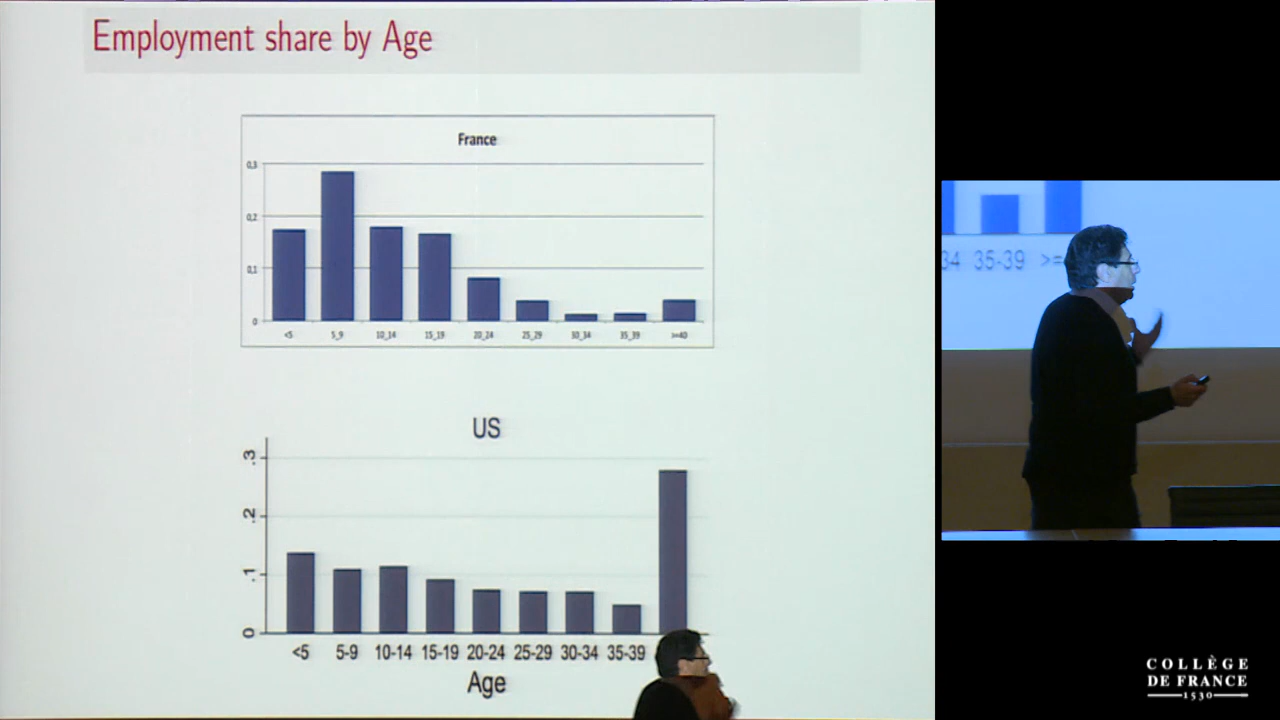 Employment share by Age
France
0,3
0,2
0,1
0
<5 5_9 10_14 15_19 20_24 25_29 30_34 35_39 >=40
US
.3
.2
.1
0
<5 5-9 10-14 15-19 20-24 25-29 30-34 35-39
Age
34 35-39 >=
COLLÈGE
DE FRANCE
1530